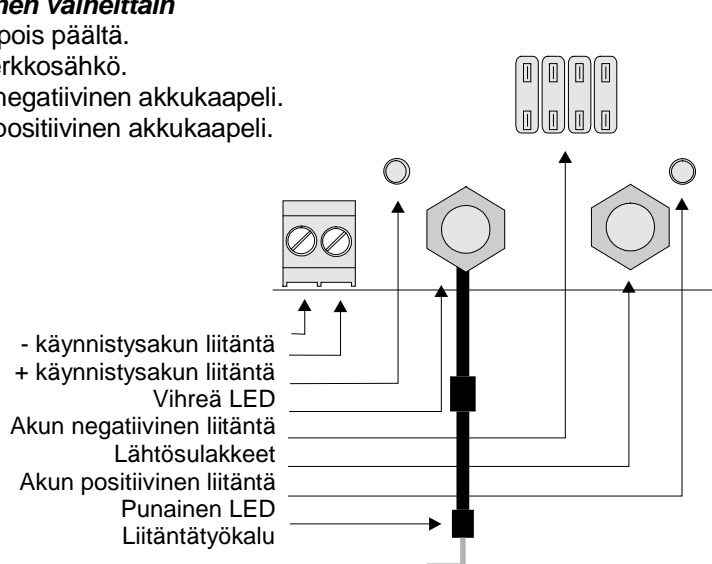 vaiheittain
pois päältä.
negatiivinen akkukaapeli.
positiivinen akkukaapeli.
- käynnistysakun liitäntä
+ käynnistysakun liitäntä
Vihreä LED
Akun negatiivinen liitäntä
Lähtösulakkeet
Akun positiivinen liitäntä
Punainen LED
Liitäntätyökalu